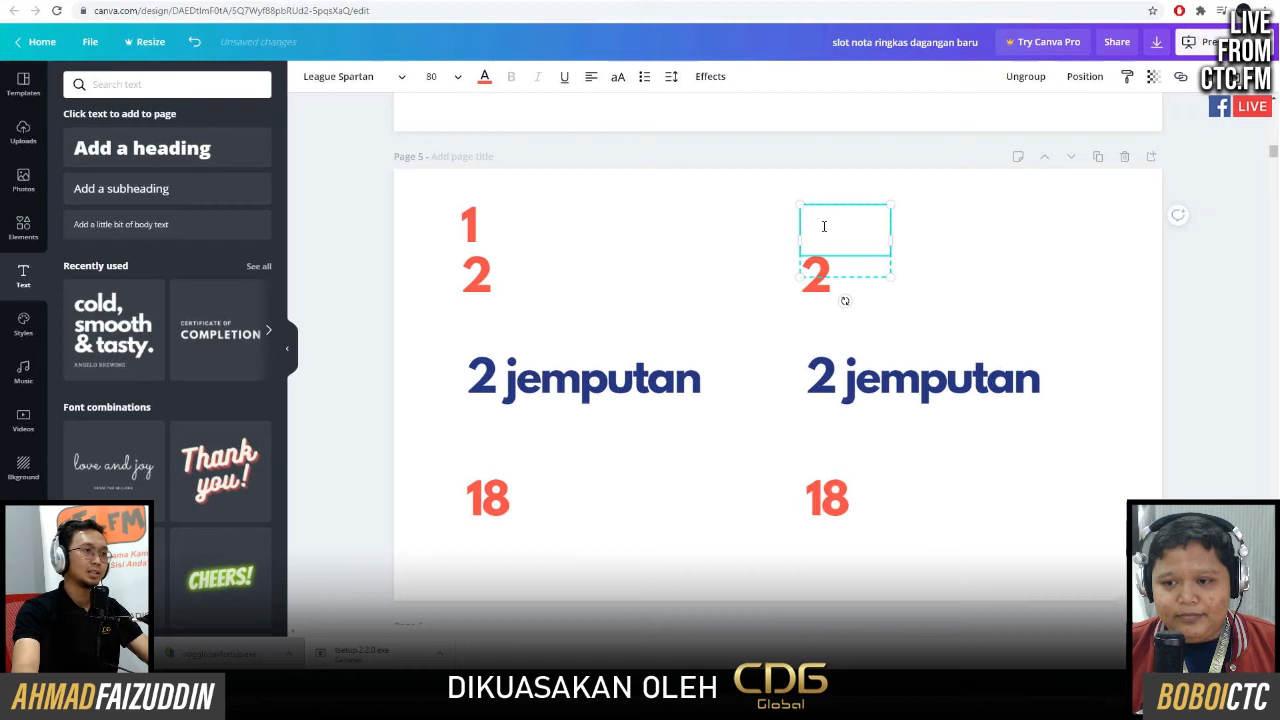 canva.com/design/DAEDtImF0tA/5Q7Wyf88pbRUd2-5pqsXaQ/edit
LIVE
FROM
CTC.FM
LIVE
Home
File
Resize
Unsaved changes
slot nota ringkas dagangan baru
Try Canva Pro
Share
Templates
Uploads
Photos
Elements
Text
Styles
Music
Videos
Bkground
Search text
Click text to add to page
Add a heading
Add a subheading
Add a little bit of body text
Recently used
See all
cold,
smooth
& tasty.
ANGELO BREWING
CERTIFICATE OF
COMPLETION
Font combinations
love and joy
Thank
you!
CHEERS!
League Spartan
80
A
B
I
U
aA
Effects
Ungroup
Position
Page 5 - Add page title
1
2
2
2 jemputan
2 jemputan
18
18
DIKUASAKAN OLEH
CDG
Global
AHMADFAIZUDDIN
BOBOICTC